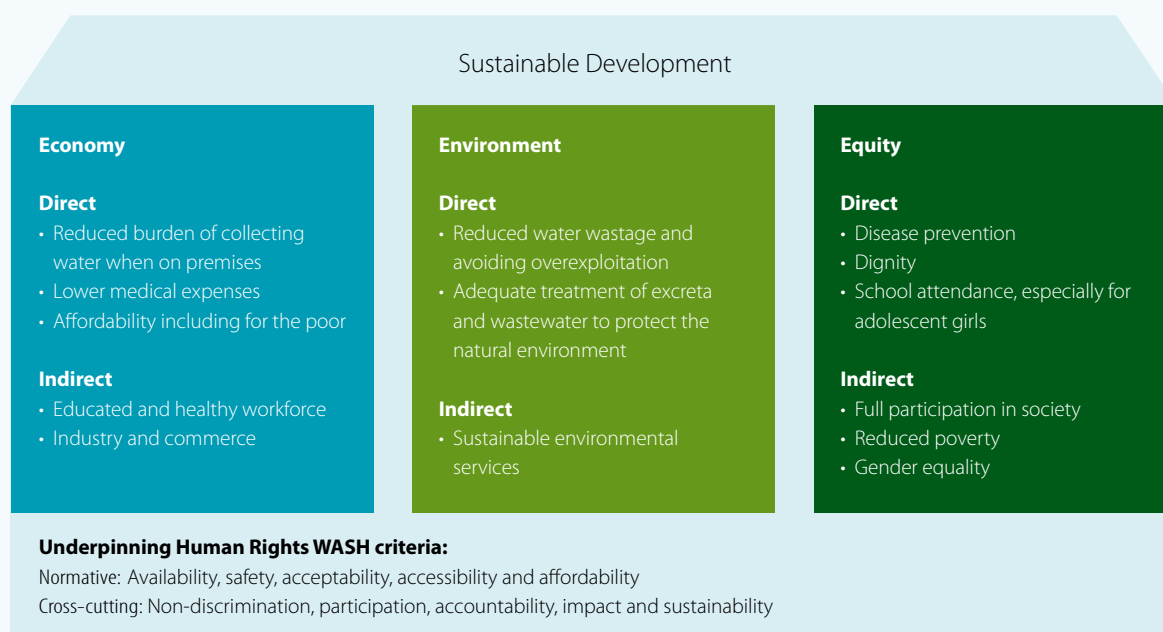 Sustainable Development
Economy
Direct
• Reduced burden of collecting
water when on premises
• Lower medical expenses
• Affordability including for the poor
Indirect
• Educated and healthy workforce
• Industry and commerce
Environment
Direct
• Reduced water wastage and
avoiding overexploitation
• Adequate treatment of excreta
and wastewater to protect the
natural environment
Indirect
• Sustainable environmental
services
Equity
Direct
• Disease prevention
• Dignity
• School attendance, especially for
adolescent girls
Indirect
• Full participation in society
• Reduced poverty
• Gender equality
Underpinning Human Rights WASH criteria:
Normative: Availability, safety, acceptability, accessibility and affordability
Cross-cutting: Non-discrimination, participation, accountability, impact and sustainability